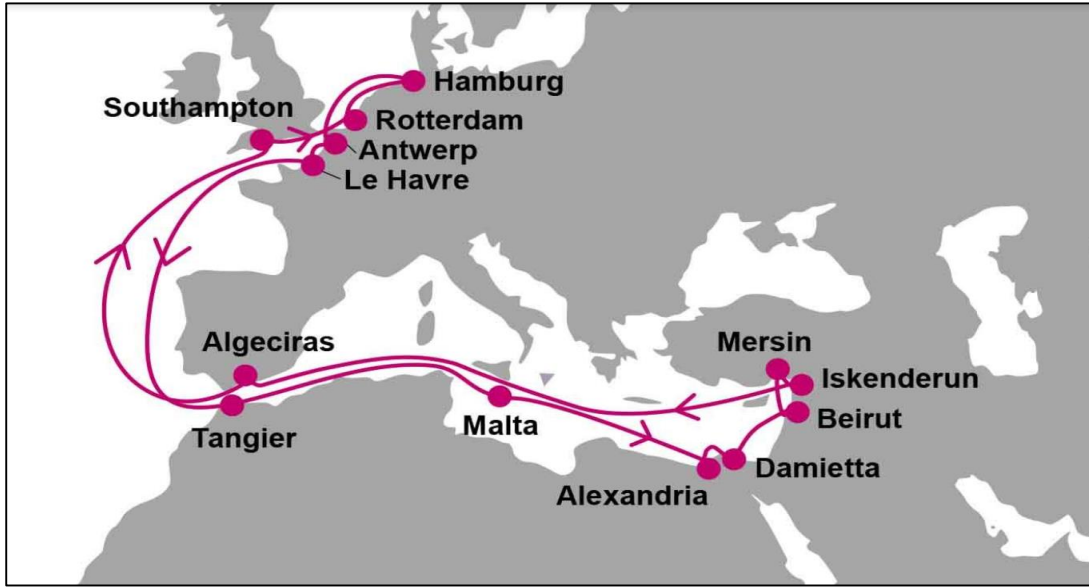 Hamburg
Southampton
Rotterdam
Antwerp
Le Havre
Algeciras
Mersin
Iskenderun
Malta
Beirut
Tangier
Damietta
Alexandria